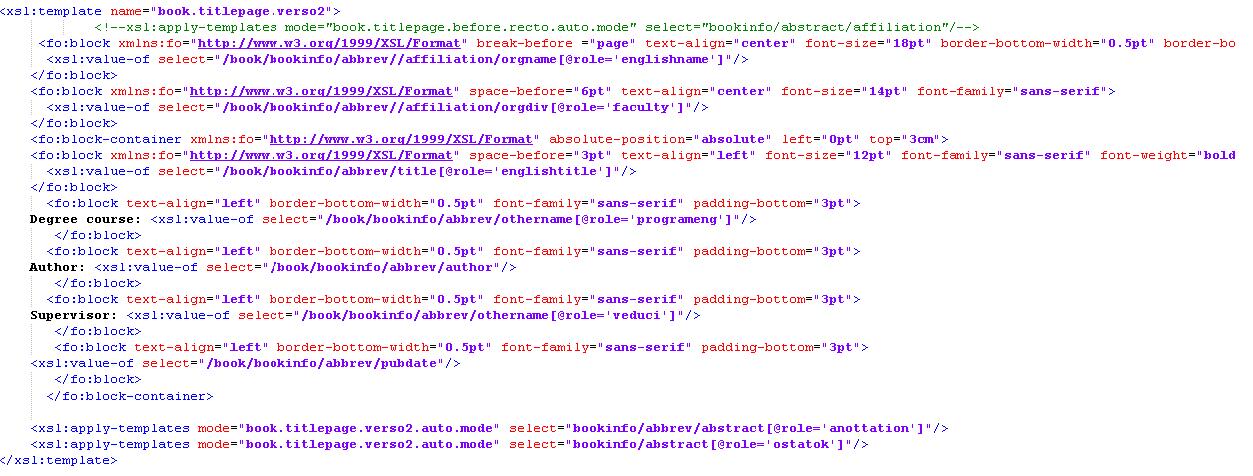 <xsl:template name="book.titlepage.verso2">
<!--xsl:apply-templates mode="book.titlepage.before.recto.auto.mode" select="bookinfo/abstract/affiliation"/-->
<fo:block xmlns:fo="http://www.w3.org/1999/XSL/Format" break-before ="page" text-align="center" font-size="18pt" border-bottom-width="0.5pt" border-bo
<xsl:value-of select="/book/bookinfo/abbrev//affiliation/orgname[@role='englishname']"/>
</fo:block>
<fo:block xmlns:fo="http://www.w3.org/1999/XSL/Format" space-before="6pt" text-align="center" font-size="14pt" font-family="sans-serif">
<xsl:value-of select="/book/bookinfo/abbrev//affiliation/orgdiv[@role='faculty']"/>
</fo:block>
<fo:block-container xmlns:fo="http://www.w3.org/1999/XSL/Format" absolute-position="absolute" left="0pt" top="3cm">
<fo:block xmlns:fo="http://www.w3.org/1999/XSL/Format" space-before="3pt" text-align="left" font-size="12pt" font-family="sans-serif" font-weight="bold
<xsl:value-of select="/book/bookinfo/abbrev/title[@role='englishtitle']"/>
</fo:block>
<fo:block text-align="left" border-bottom-width="0.5pt" font-family="sans-serif" padding-bottom="3pt">
Degree course: <xsl:value-of select="/book/bookinfo/abbrev/othername[@role='programeng']"/>
</fo:block>
<fo:block text-align="left" border-bottom-width="0.5pt" font-family="sans-serif" padding-bottom="3pt">
Author: <xsl:value-of select="/book/bookinfo/abbrev/author"/>
</fo:block>
<fo:block text-align="left" border-bottom-width="0.5pt" font-family="sans-serif" padding-bottom="3pt">
Supervisor: <xsl:value-of select="/book/bookinfo/abbrev/othername[@role='veduci']"/>
</fo:block>
<fo:block text-align="left" border-bottom-width="0.5pt" font-family="sans-serif" padding-bottom="3pt">
<xsl:value-of select="/book/bookinfo/abbrev/pubdate"/>
</fo:block>
</fo:block-container>
<xsl:apply-templates mode="book.titlepage.verso2.auto.mode" select="bookinfo/abbrev/abstract[@role='anottation']"/>
<xsl:apply-templates mode="book.titlepage.verso2.auto.mode" select="bookinfo/abstract[@role='ostatok']"/>
</xsl:template>